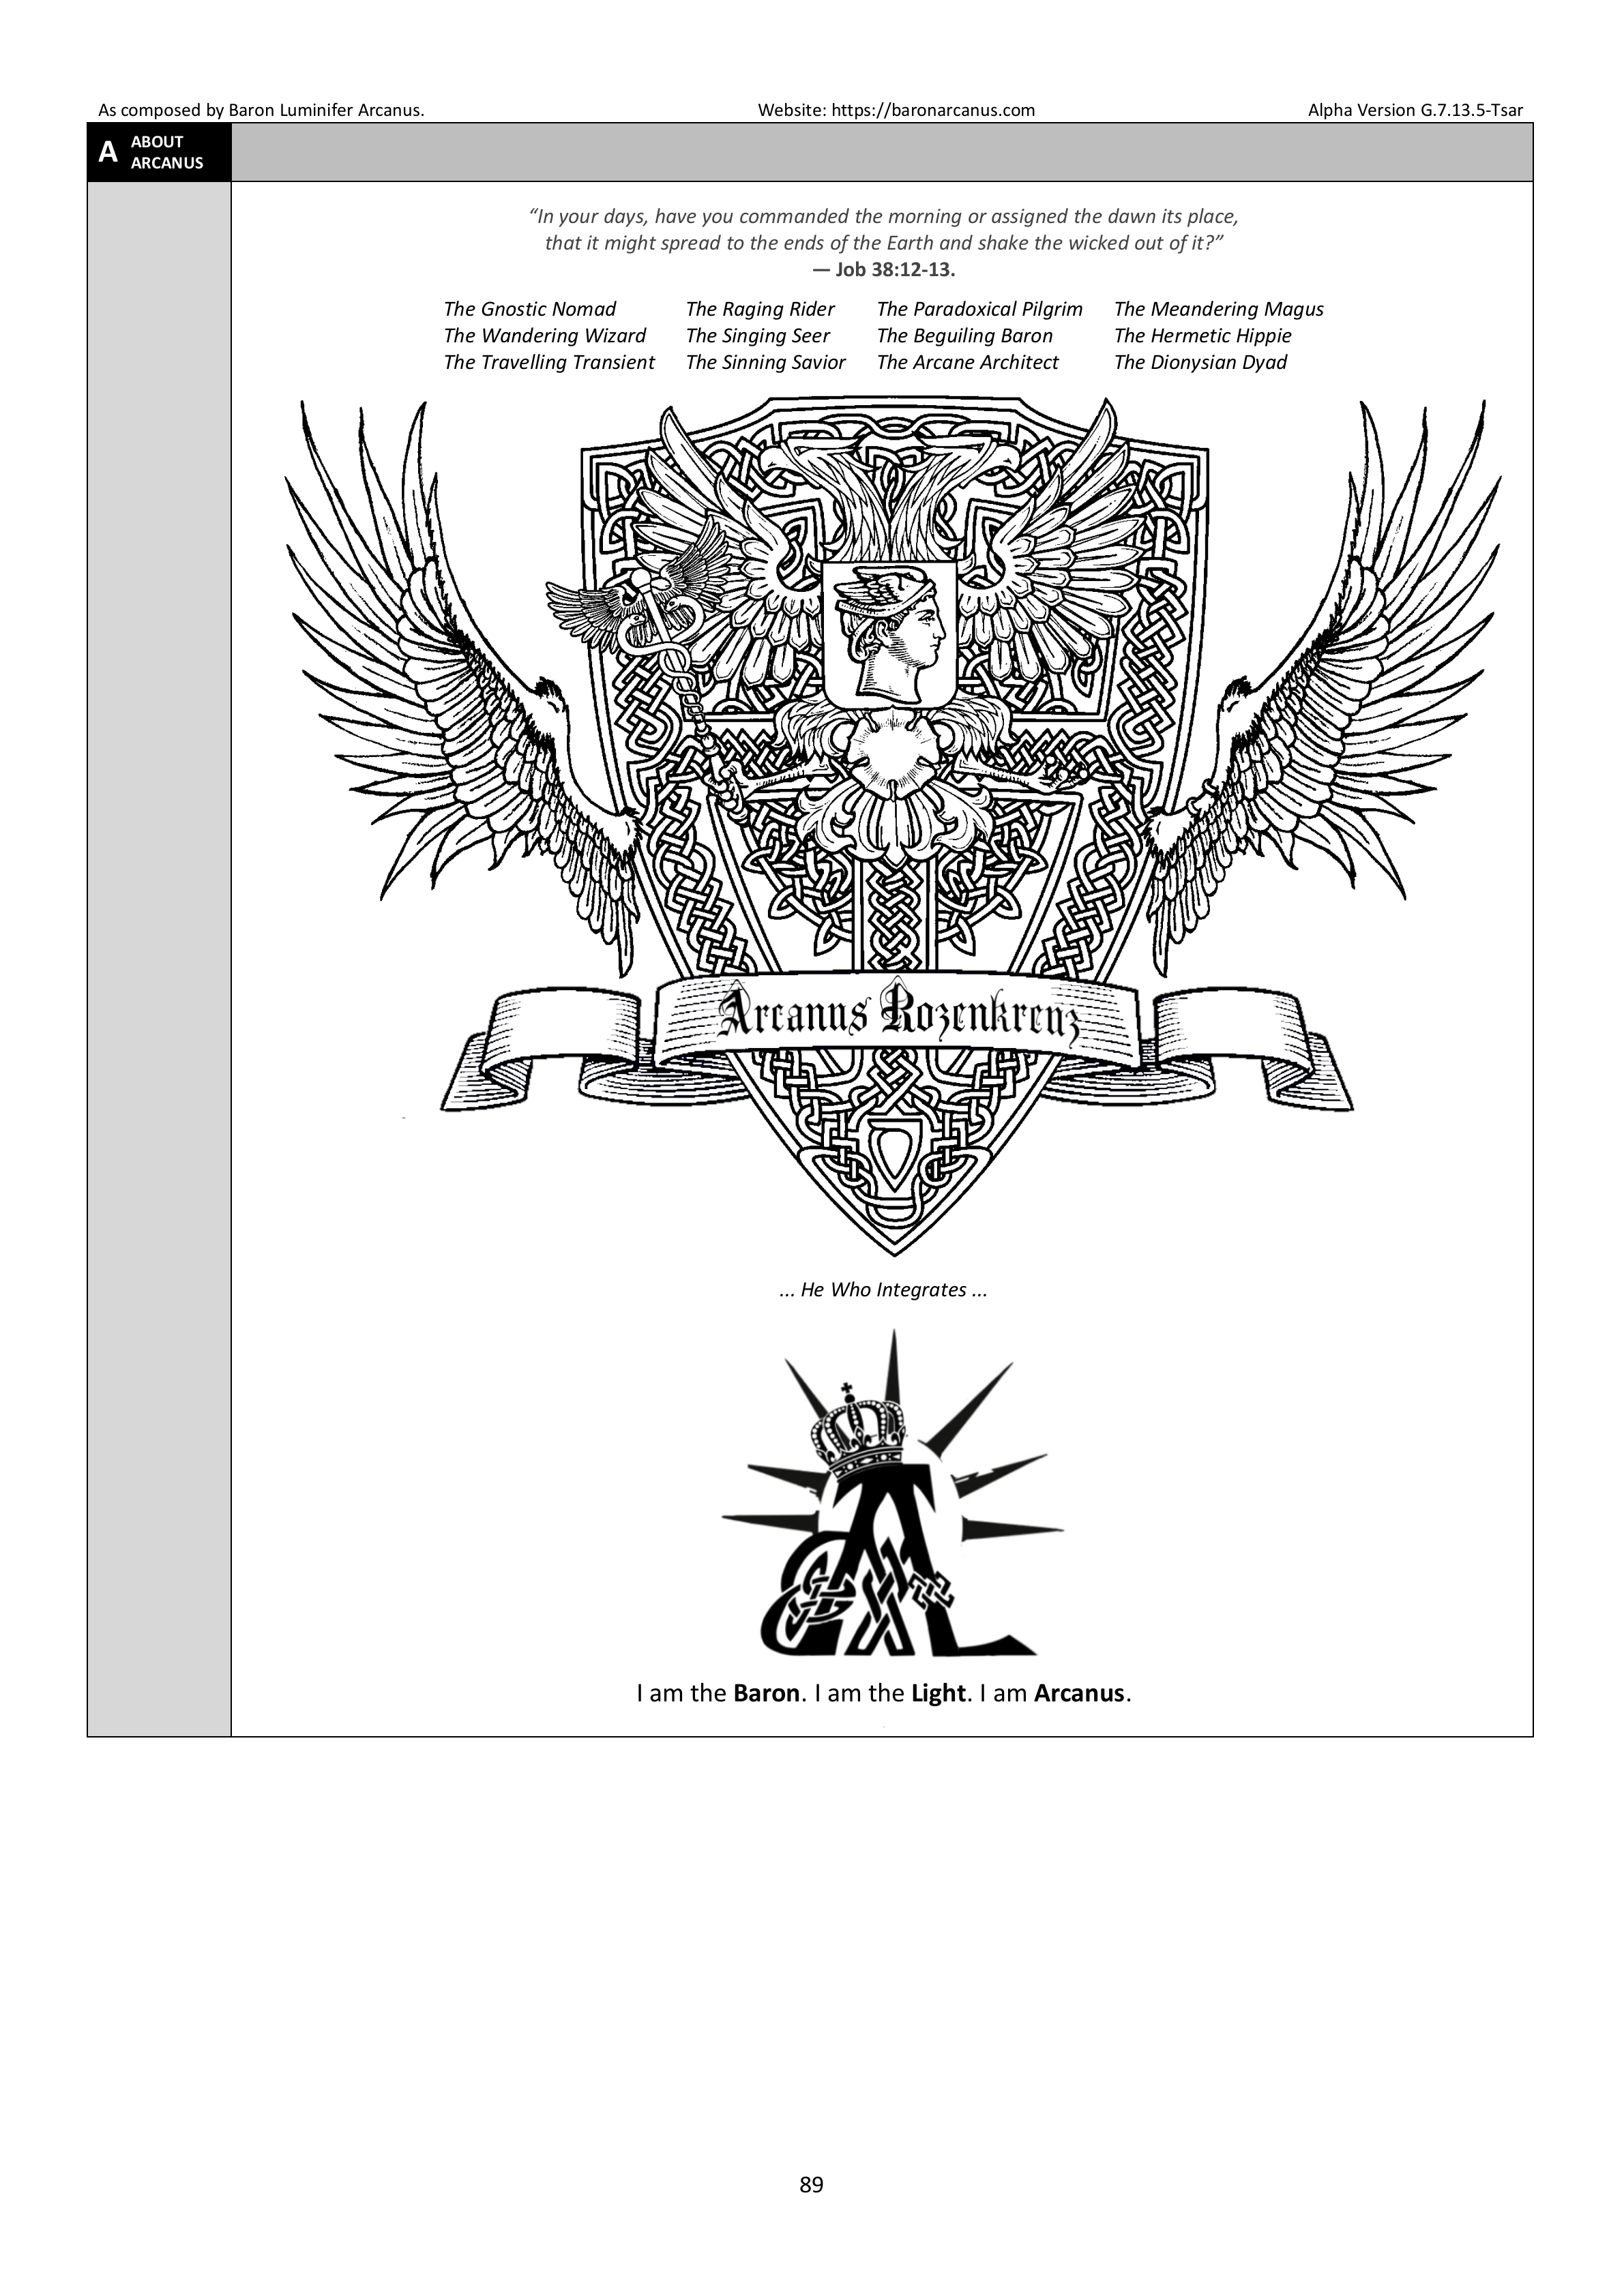 As composed by Baron Luminifer Arcanus. Website: https://baronarcanus.com Alpha Version G.7.13.5-Tsar
A ABOUT
ARCANUS
“In your days, have you commanded the morning or assigned the dawn its place,
that it might spread to the ends of the Earth and shake the wicked out of it?”
— Job 38:12-13.
The Gnostic Nomad The Raging Rider The Paradoxical Pilgrim The Meandering Magus
The Wandering Wizard The Singing Seer The Beguiling Baron The Hermetic Hippie
The Travelling Transient The Sinning Savior The Arcane Architect The Dionysian Dyad
Arcanus Rozenkrenz
... He Who Integrates ...
I am the Baron. I am the Light. I am Arcanus.
89